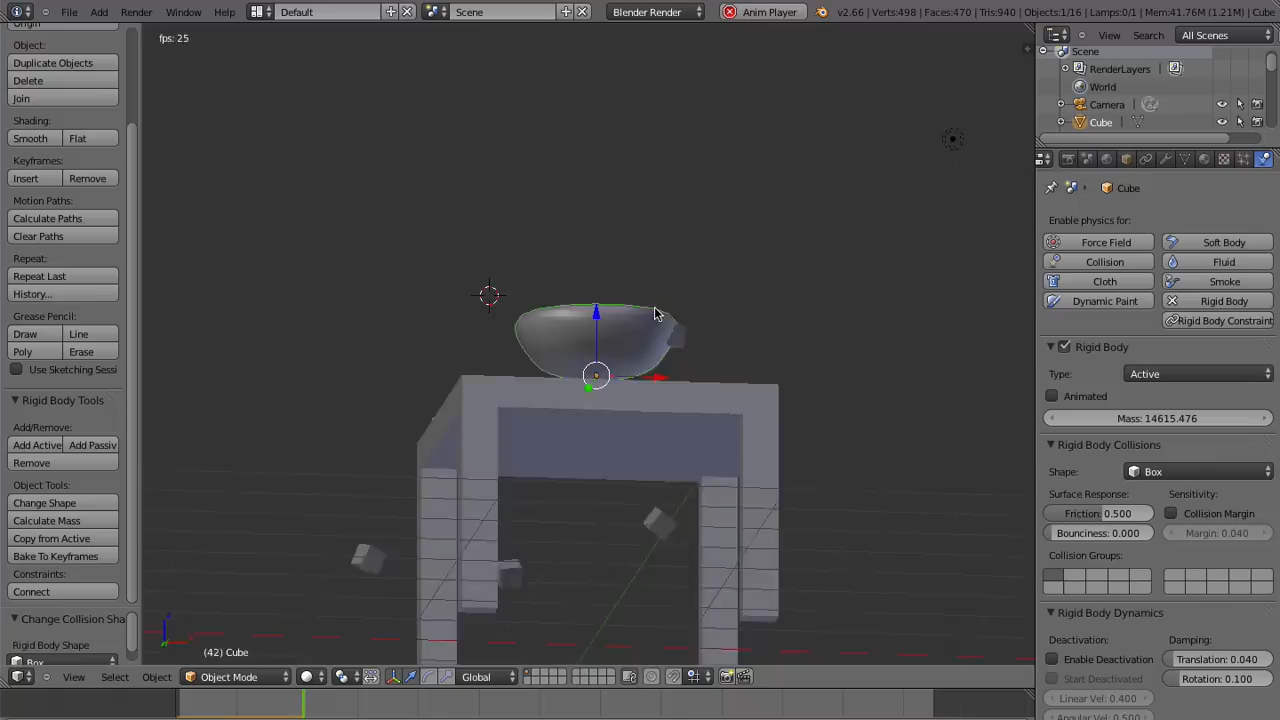 File Add Render Window Help Default Scene Blender Render Anim Player v2.66 | Verts:498 | Faces:470 | Tris:940 | Objects:1/16 | Lamps:0/1 | Mem:41.76M (1.21M) | Cube
fps: 25
Object:
Duplicate Objects
Delete
Join
Shading:
Smooth Flat
Keyframes:
Insert Remove
Motion Paths:
Calculate Paths
Clear Paths
Repeat:
Repeat Last
History...
Grease Pencil:
Draw Line
Poly Erase
Use Sketching Sessi
Rigid Body Tools
Add/Remove:
Add Active Add Passiv
Remove
Object Tools:
Change Shape
Calculate Mass
Copy from Active
Bake To Keyframes
Constraints:
Connect
Change Collision Sha
Rigid Body Shape
Box
(42) Cube
View Select Object Object Mode Global
View Search All Scenes
Scene
RenderLayers
World
Camera
Cube
Cube
Enable physics for:
Force Field Soft Body
Collision Fluid
Cloth Smoke
Dynamic Paint Rigid Body
Rigid Body Constraint
Rigid Body
Type: Active
Animated
Mass: 14615.476
Rigid Body Collisions
Shape: Box
Surface Response: Sensitivity:
Friction: 0.500 Collision Margin
Bounciness: 0.000 Margin: 0.040
Collision Groups:
Rigid Body Dynamics
Deactivation: Damping:
Enable Deactivation Translation: 0.040
Start Deactivated Rotation: 0.100
Linear Vel: 0.400